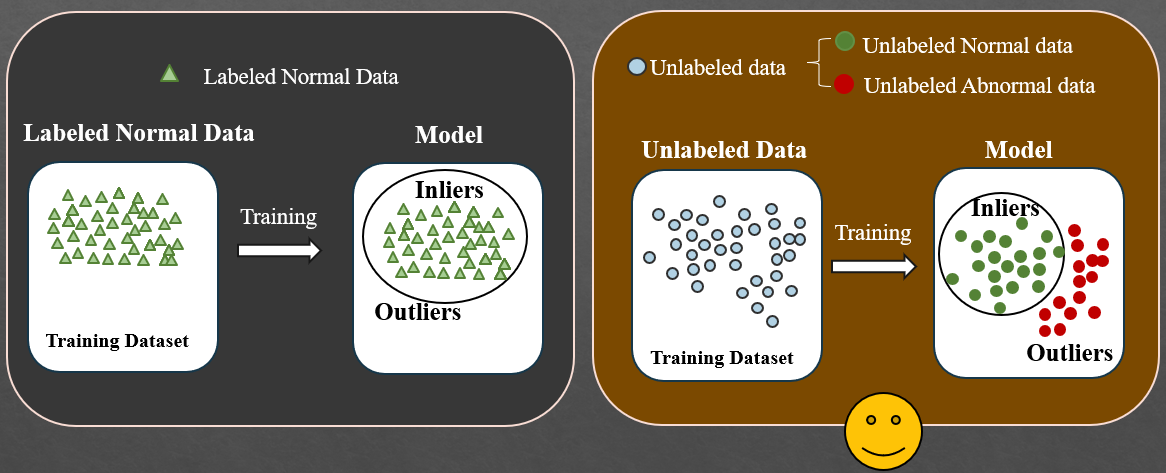 Labeled Normal Data
Labeled Normal Data
Model
Inliers
Training
Outliers
Training Dataset
Unlabeled data
Unlabeled Normal data
Unlabeled Abnormal data
Unlabeled Data
Model
Inliers
Training
Outliers
Training Dataset